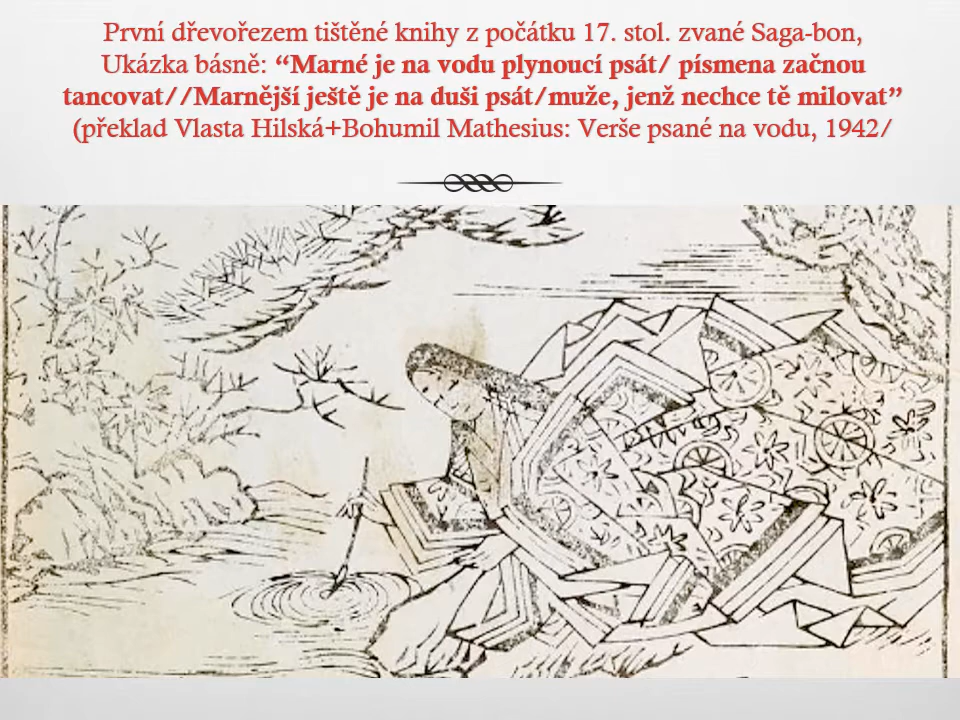 První dřevořezem tištěné knihy z počátku 17. stol. zvané Saga-bon,
Ukázka básně: “Marné je na vodu plynoucí psát/ písmena začnou
tancovat//Marnější ještě je na duši psát/muže, jenž nechce tě milovat”
(překlad Vlasta Hilská+Bohumil Mathesius: Verše psané na vodu, 1942/